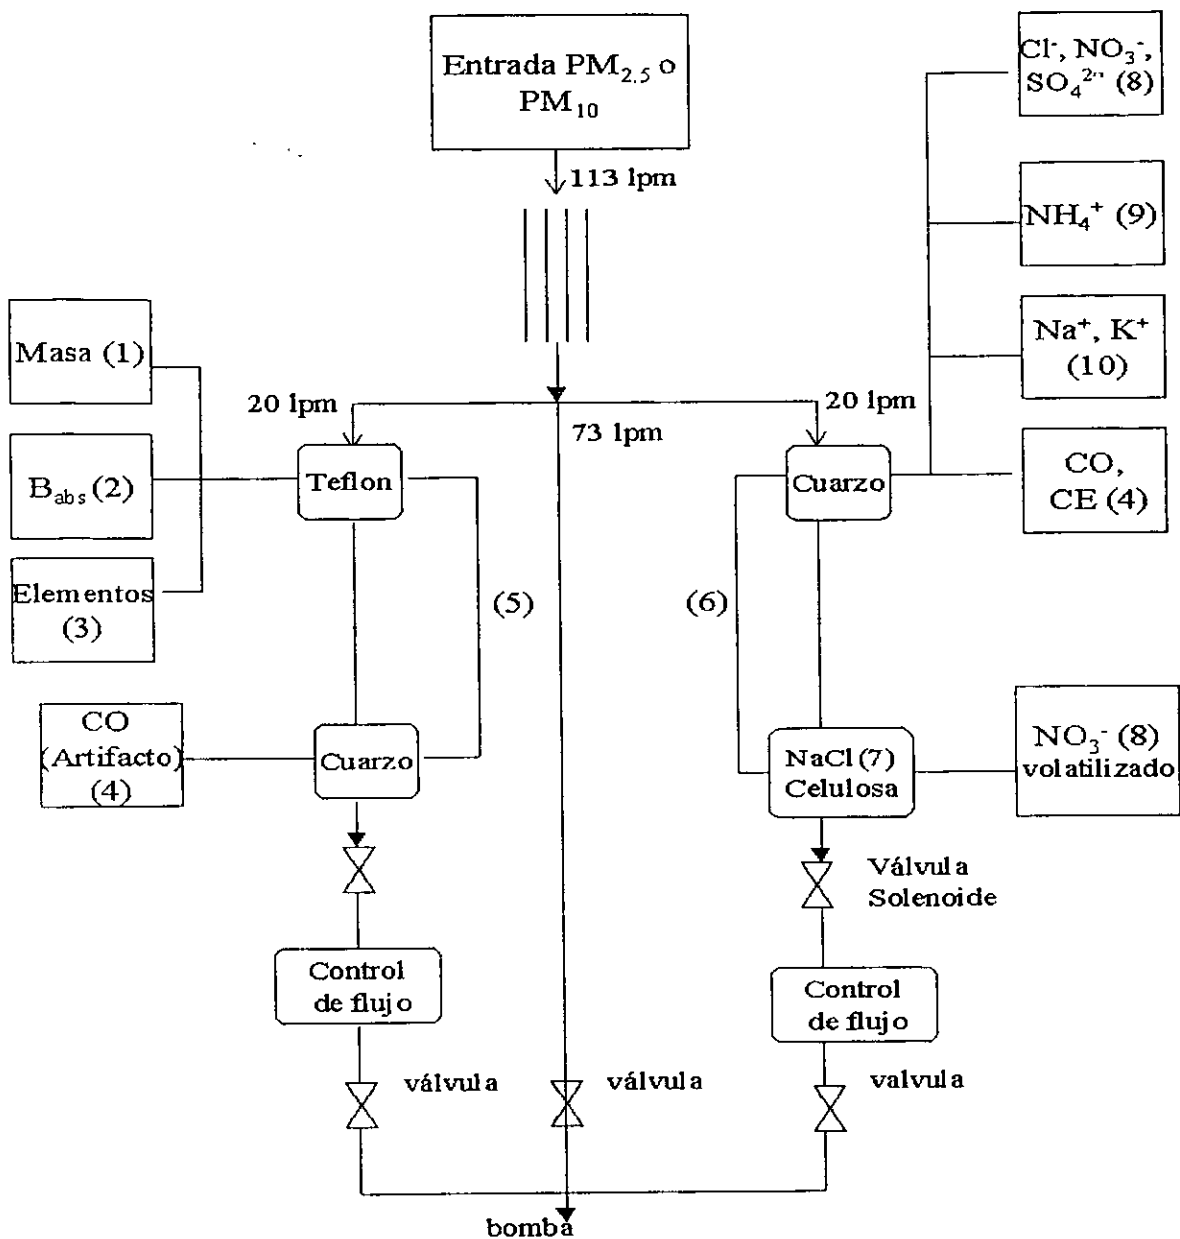 Entrada PM2.5 o
PM10
113 lpm
Cl-, NO3-,
SO4 2- (8)
NH4+ (9)
Na+, K+
(10)
CO,
CE (4)
Masa (1)
Babs (2)
Elementos
(3)
20 lpm
73 lpm
20 lpm
Teflon
Cuarzo
(5)
(6)
CO
(Artifacto)
(4)
Cuarzo
NaCl (7)
Celulosa
NO3- (8)
volatilizado
Válvula
Solenoide
Control
de flujo
Control
de flujo
válvula
válvula
valvula
bomba